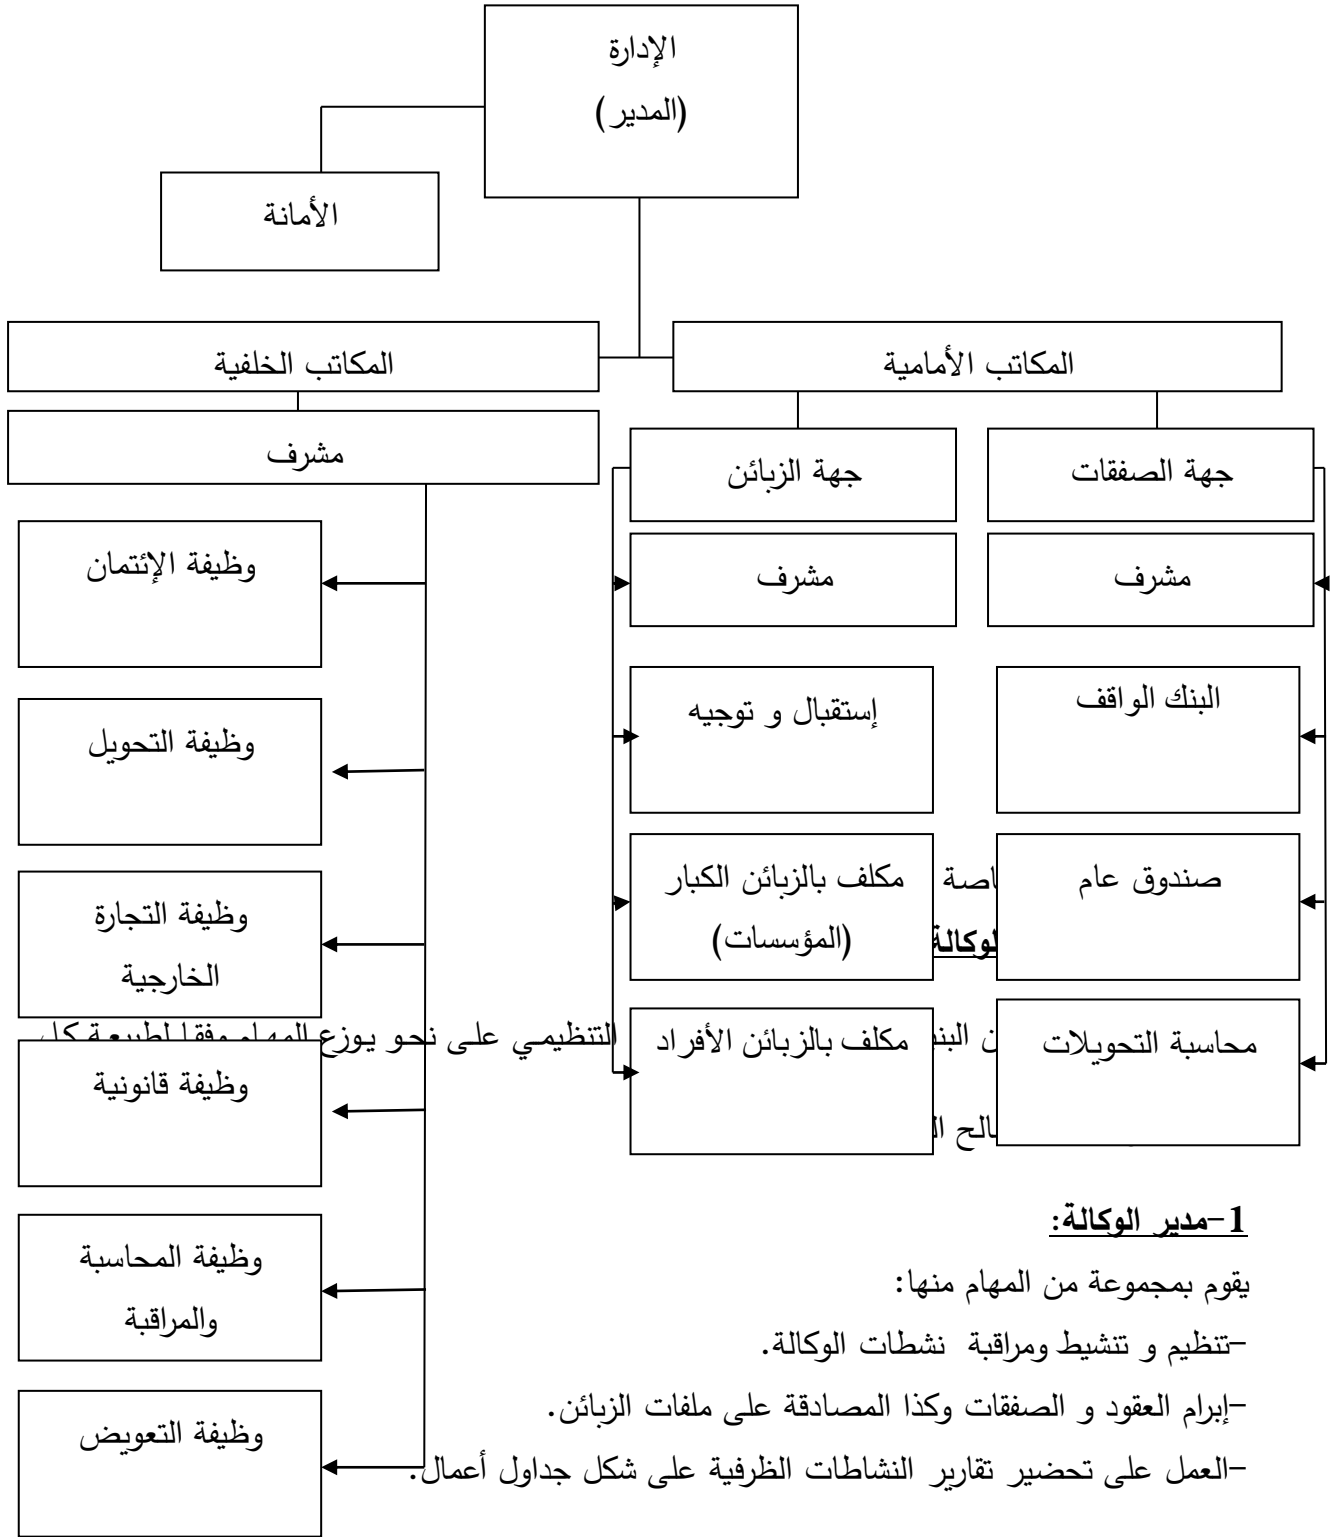 الإدارة
(المدير)
الأمانة
المكاتب الأمامية
المكاتب الخلفية
مشرف
جهة الصفقات
جهة الزبائن
مشرف
مشرف
وظيفة الإئتمان
البنك الواقف
إستقبال و توجيه
وظيفة التحويل
صندوق عام
مكلف بالزبائن الكبار
(المؤسسات)
وظيفة التجارة
الخارجية
التنظيمي على نحو يوزع المهام وفقا لطبيعة كل
محاسبة التحويلات
مكلف بالزبائن الأفراد
وظيفة قانونية
1-مدير الوكالة:
يقوم بمجموعة من المهام منها:
-تنظيم و تنشيط ومراقبة نشطات الوكالة.
-إبرام العقود و الصفقات وكذا المصادقة على ملفات الزبائن.
-العمل على تحضير تقارير النشاطات الظرفية على شكل جداول أعمال.
وظيفة المحاسبة
والمراقبة
وظيفة التعويض